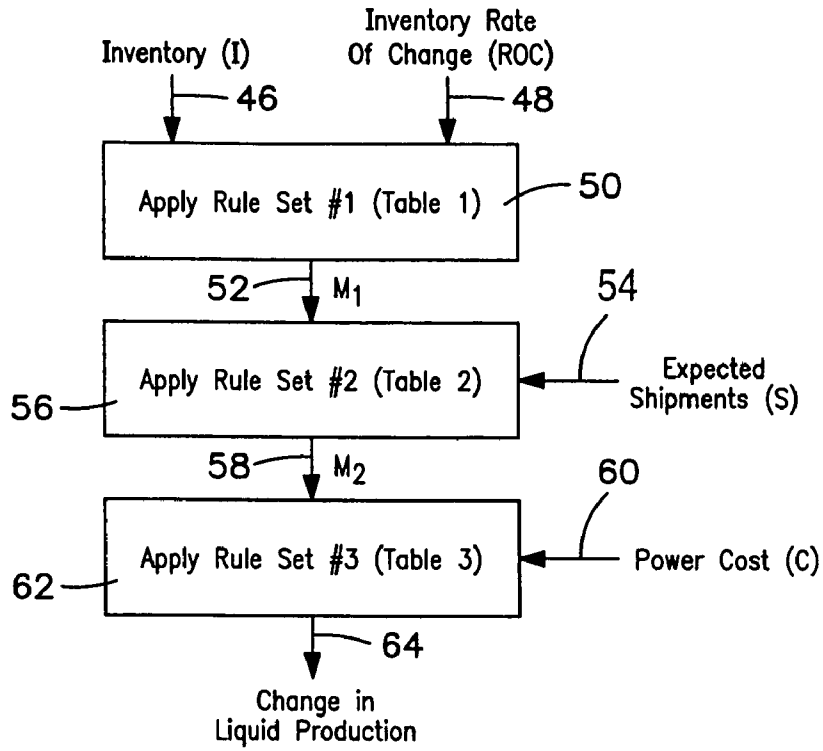 Inventory (I)
Inventory Rate
Of Change (ROC)
46
48
Apply Rule Set #1 (Table 1)
50
52
M1
54
Apply Rule Set #2 (Table 2)
56
Expected
Shipments (S)
58
M2
60
Apply Rule Set #3 (Table 3)
62
Power Cost (C)
64
Change in
Liquid Production